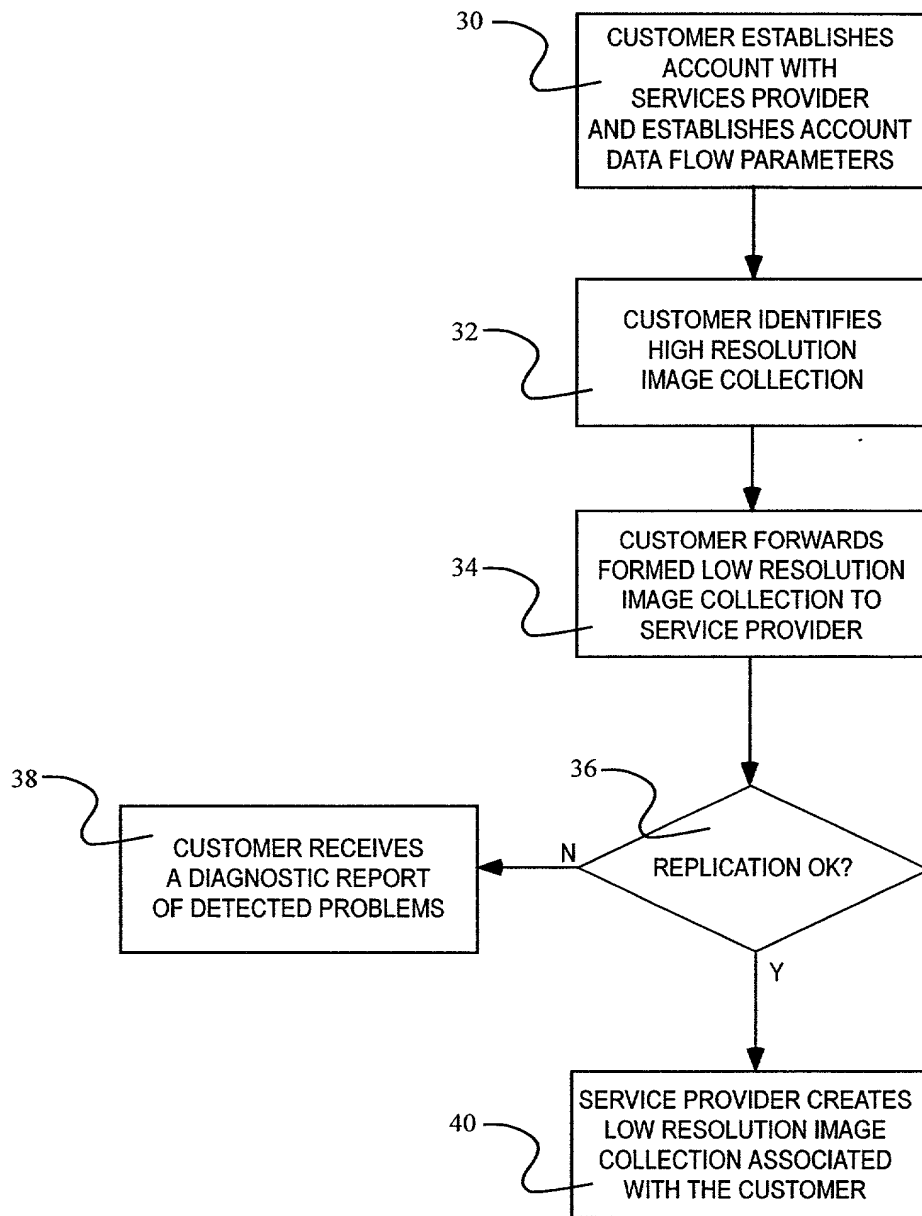 30
CUSTOMER ESTABLISHES
ACCOUNT WITH
SERVICES PROVIDER
AND ESTABLISHES ACCOUNT
DATA FLOW PARAMETERS
32
CUSTOMER IDENTIFIES
HIGH RESOLUTION
IMAGE COLLECTION
34
CUSTOMER FORWARDS
FORMED LOW RESOLUTION
IMAGE COLLECTION TO
SERVICE PROVIDER
36
REPLICATION OK?
N
Y
38
CUSTOMER RECEIVES
A DIAGNOSTIC REPORT
OF DETECTED PROBLEMS
40
SERVICE PROVIDER CREATES
LOW RESOLUTION IMAGE
COLLECTION ASSOCIATED
WITH THE CUSTOMER